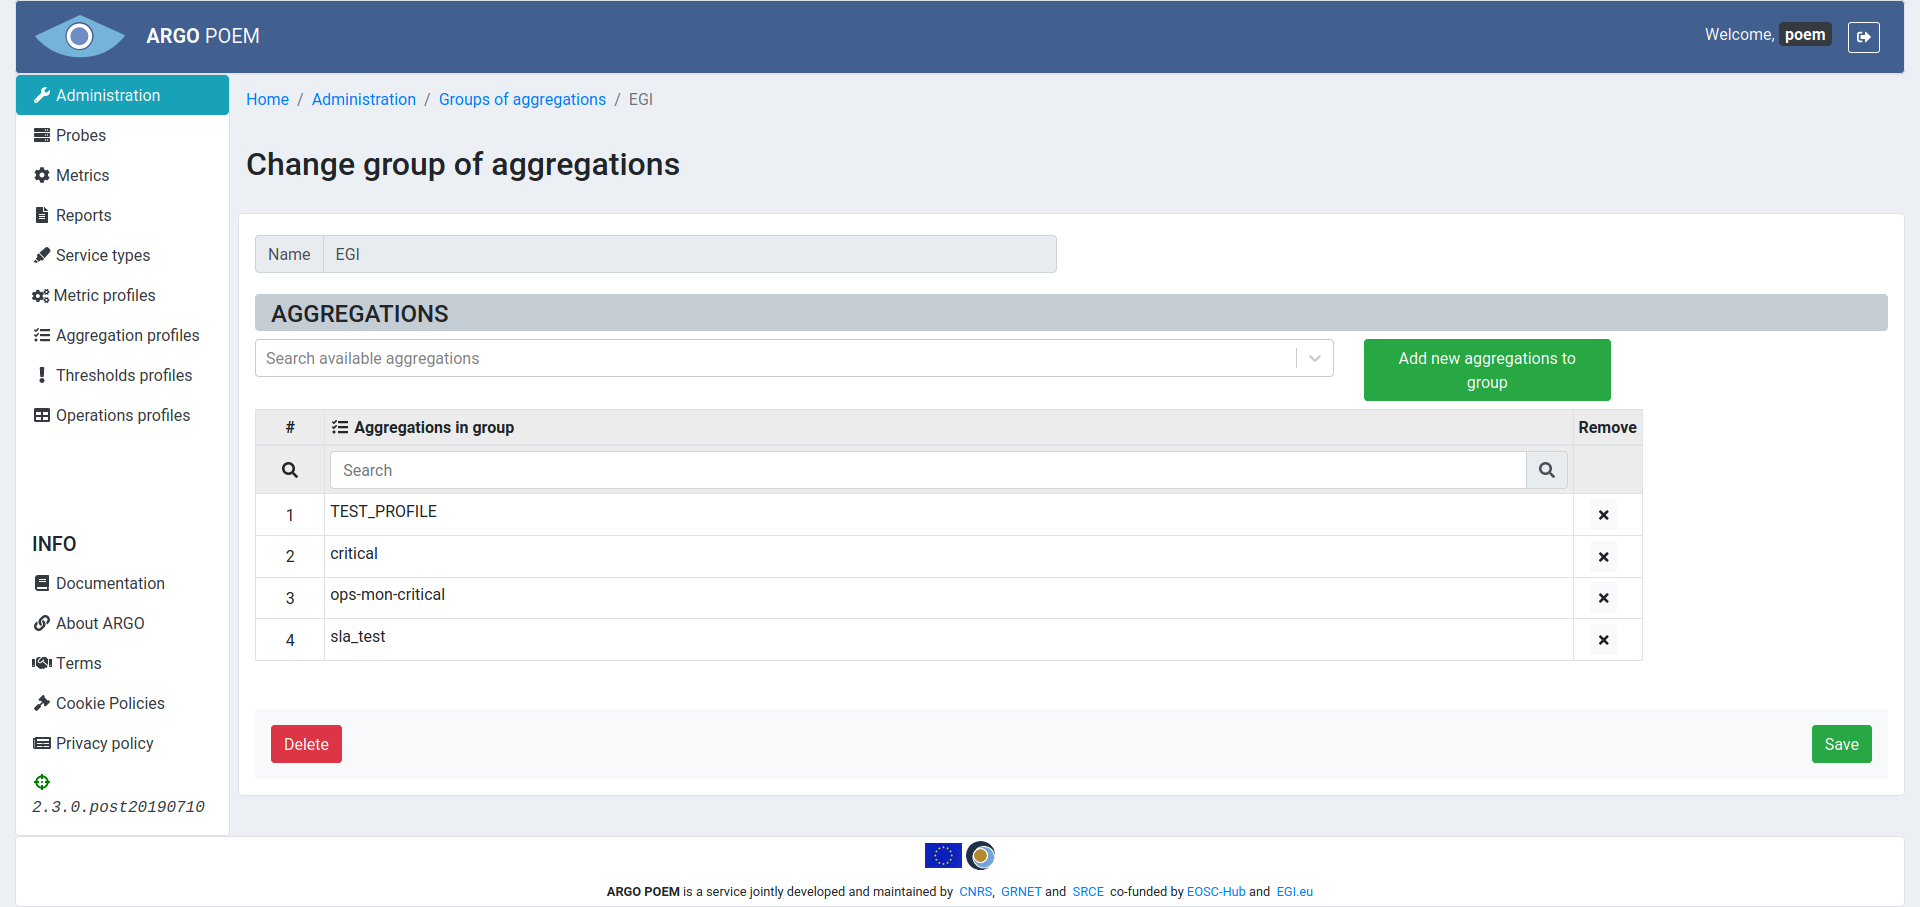 ARGO POEM
Welcome, poem
Administration
Probes
Metrics
Reports
Service types
Metric profiles
Aggregation profiles
Thresholds profiles
Operations profiles
INFO
Documentation
About ARGO
Terms
Cookie Policies
Privacy policy
2.3.0.post20190710
Home / Administration / Groups of aggregations / EGI
Change group of aggregations
Name EGI
AGGREGATIONS
Search available aggregations
Add new aggregations to
group
# Aggregations in group Remove
Search
1 TEST_PROFILE
2 critical
3 ops-mon-critical
4 sla_test
Delete
Save
ARGO POEM is a service jointly developed and maintained by CNRS, GRNET and SRCE co-funded by EOSC-Hub and EGI.eu